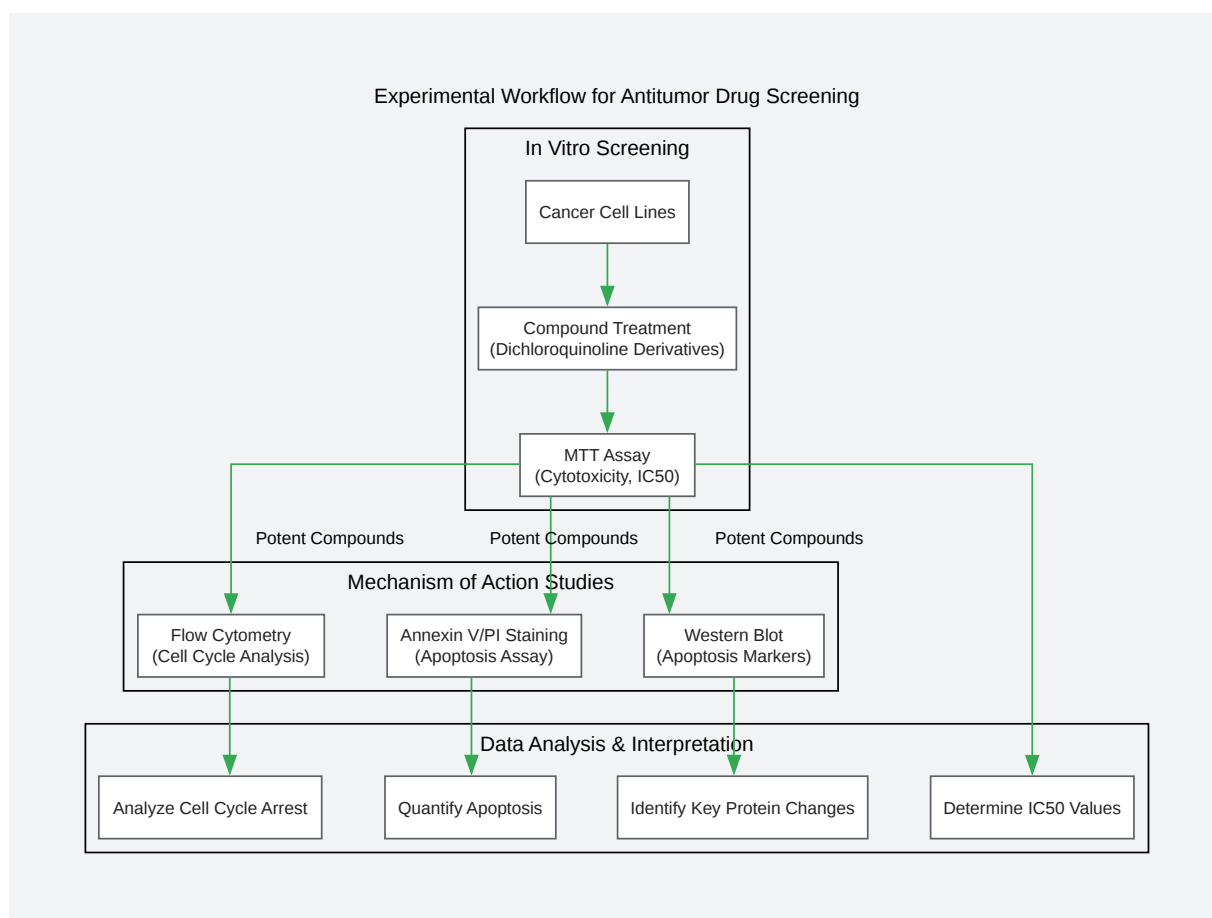 Experimental Workflow for Antitumor Drug Screening
In Vitro Screening
Cancer Cell Lines
Compound Treatment
(Dichloroquinoline Derivatives)
MTT Assay
(Cytotoxicity, IC50)
Potent Compounds
Potent Compounds
Potent Compounds
Mechanism of Action Studies
Flow Cytometry
(Cell Cycle Analysis)
Annexin V/PI Staining
(Apoptosis Assay)
Western Blot
(Apoptosis Markers)
Data Analysis & Interpretation
Analyze Cell Cycle Arrest
Quantify Apoptosis
Identify Key Protein Changes
Determine IC50 Values